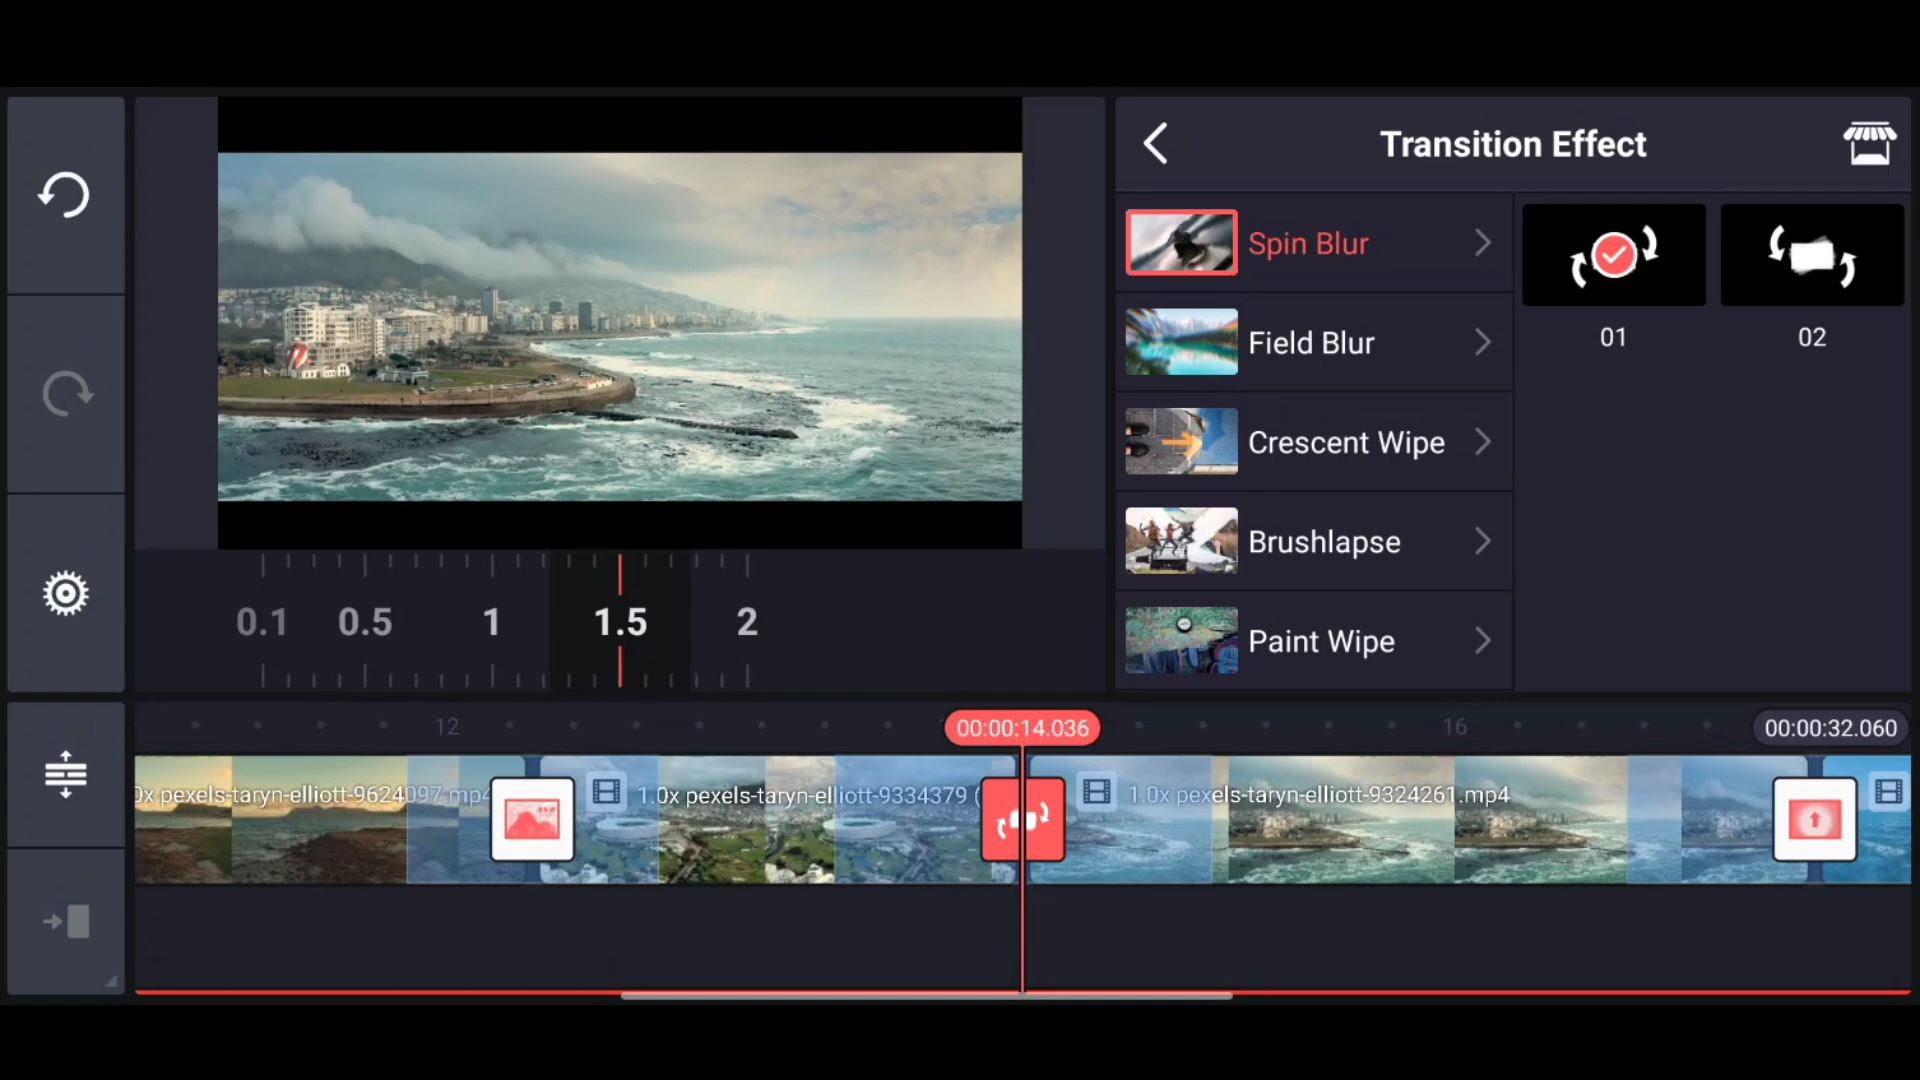 Transition Effect
Spin Blur
Field Blur
Crescent Wipe
Brushlapse
Paint Wipe
01
02
0.1
0.5
1
1.5
2
12
00:00:14.036
16
00:00:32.060
0x pexels-taryn-elliott-9624097.mp4
1.0x pexels-taryn-elliott-9334379 (
1.0x pexels-taryn-elliott-9324261.mp4